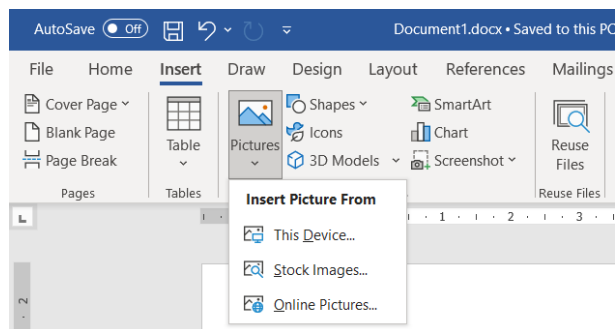 AutoSave Off Document1.docx • Saved to this PC
File Home Insert Draw Design Layout References Mailings
Cover Page
Blank Page
Page Break
Pages
Table
Tables
Pictures
Shapes
Icons
3D Models
SmartArt
Chart
Screenshot
Reuse
Files
Reuse Files
Insert Picture From
This Device...
Stock Images...
Online Pictures...
L
1 2 3
2